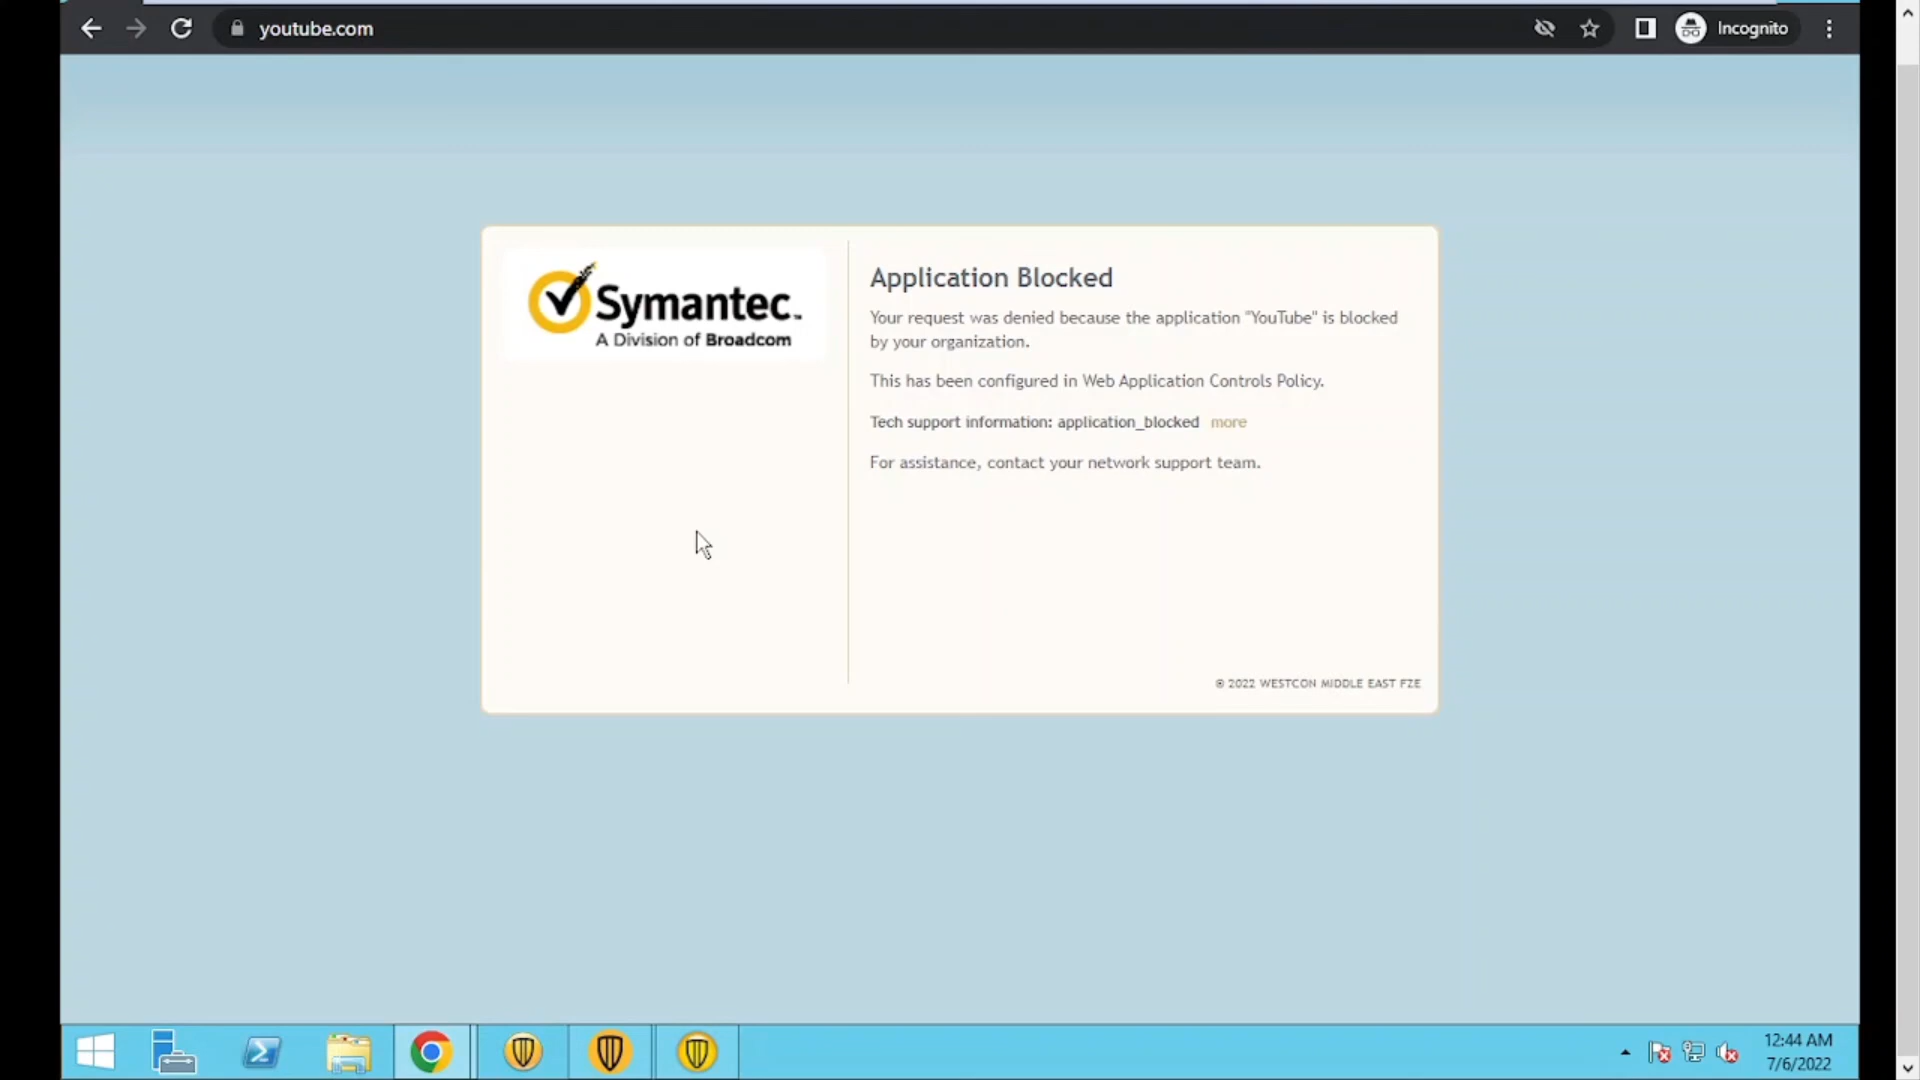 youtube.com
Incognito
Symantec™
A Division of Broadcom
Application Blocked
Your request was denied because the application "YouTube" is blocked
by your organization.
This has been configured in Web Application Controls Policy.
Tech support information: application_blocked more
For assistance, contact your network support team.
© 2022 WESTCON MIDDLE EAST FZE
12:44 AM
7/6/2022